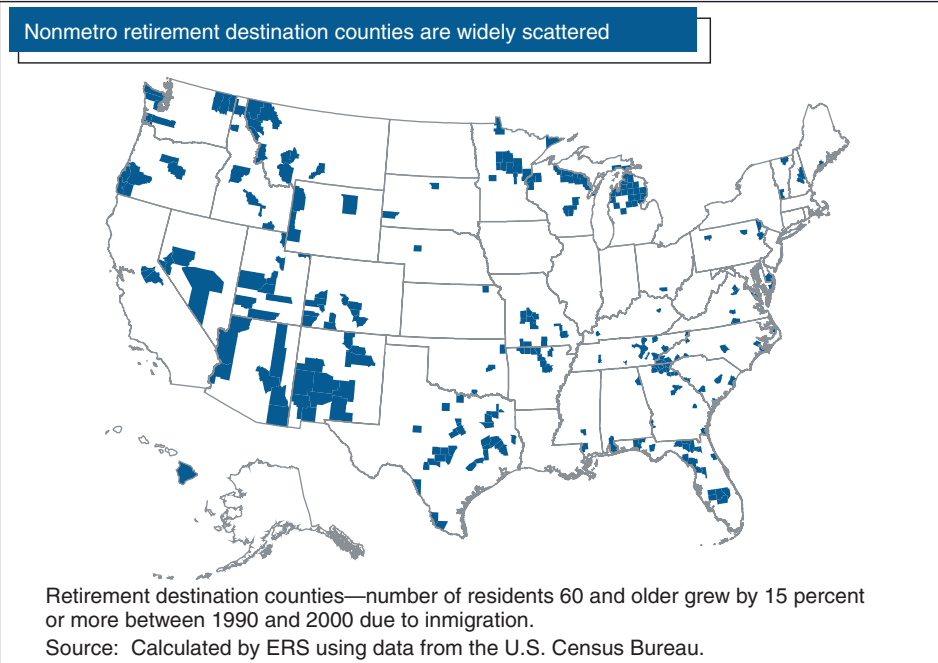 Nonmetro retirement destination counties are widely scattered
Retirement destination counties—number of residents 60 and older grew by 15 percent
or more between 1990 and 2000 due to inmigration.
Source:  Calculated by ERS using data from the U.S. Census Bureau.